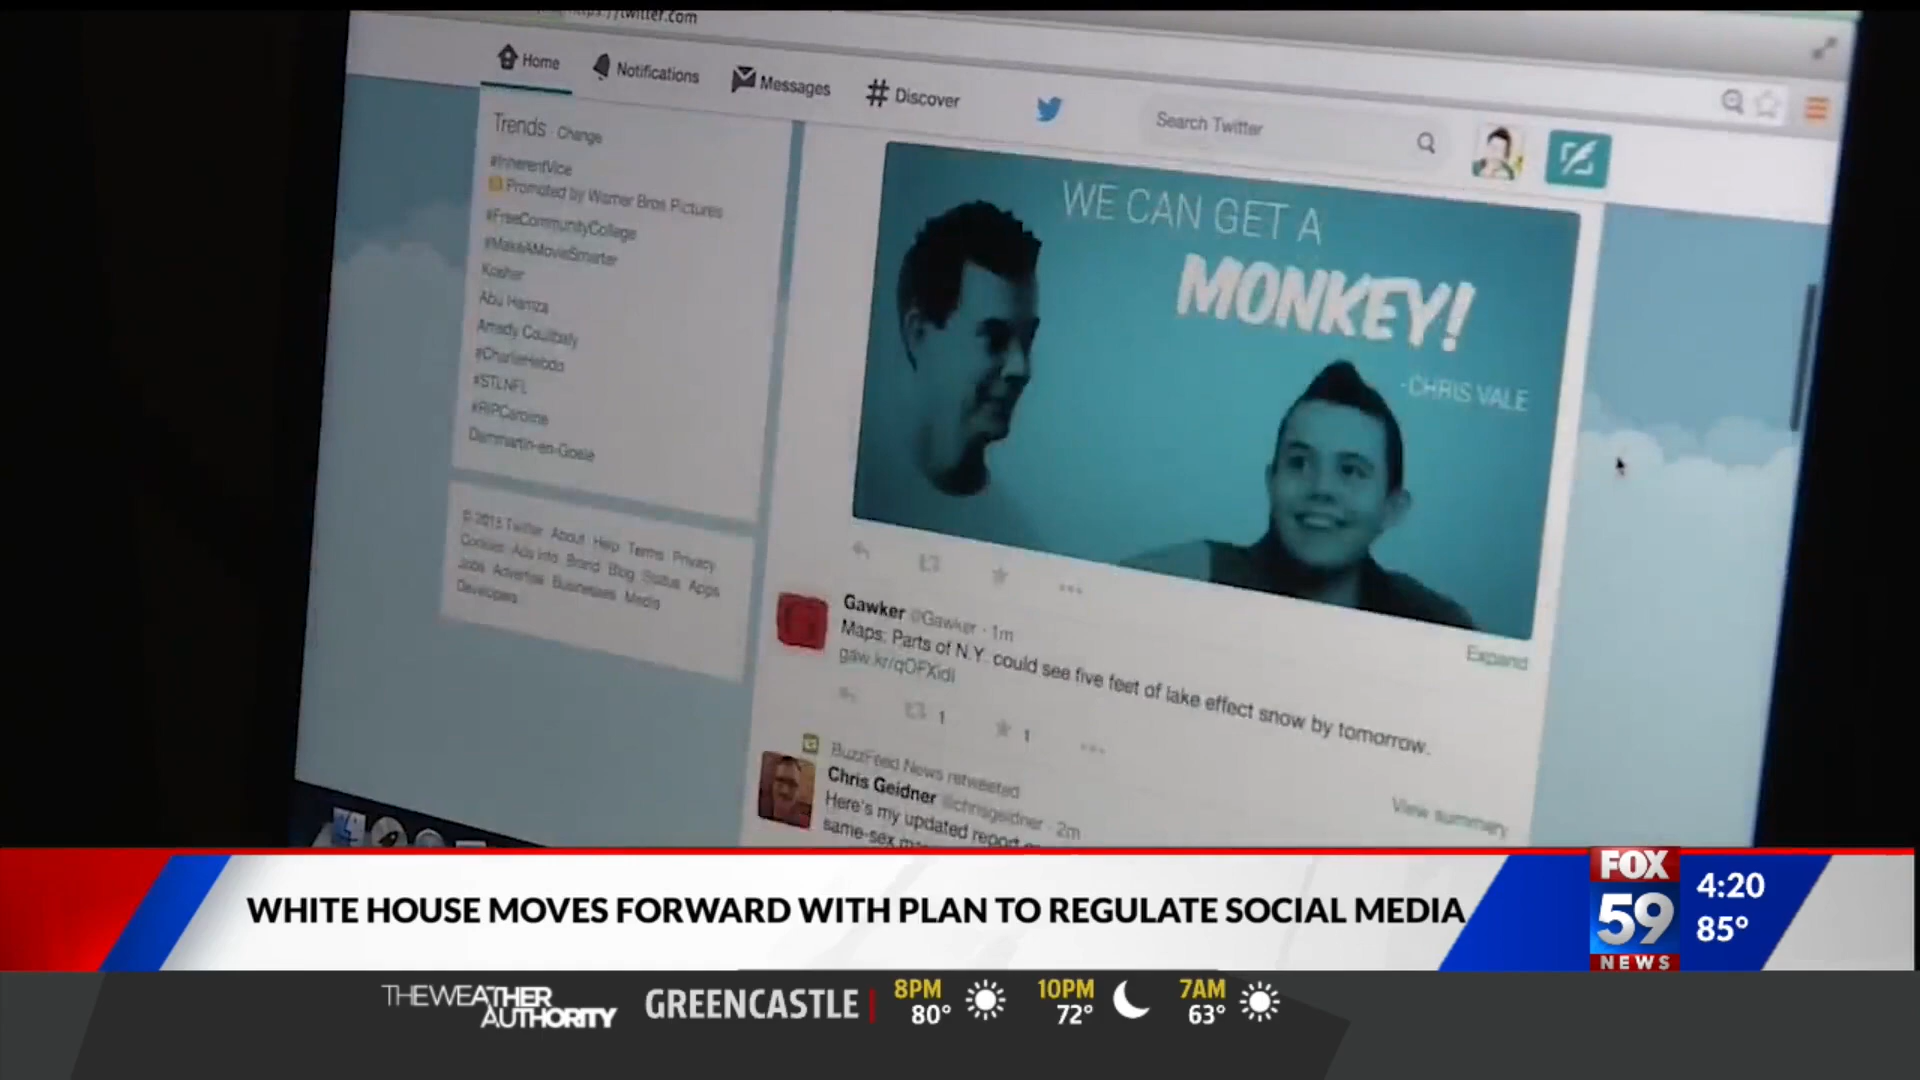 twitter.com
Home
Notifications
Messages
Discover
Search Twitter
Trends · Change
#InherentVice
Promoted by Warner Bros Pictures
#FreeCommunityCollege
#MakeAMovieSmarter
Kosher
Abu Hamza
Amedy Coulibaly
#CharlieHebdo
#STLNFL
#RIPCaroline
Dammartin-en-Goele
© 2015 Twitter About Help Terms Privacy
Cookies Ads info Brand Blog Status Apps
Jobs Advertise Businesses Media
Developers
WE CAN GET A
MONKEY!
-CHRIS VALE
Gawker @Gawker · 1m
Maps: Parts of N.Y. could see five feet of lake effect snow by tomorrow.
gaw.kr/qOFXidI
Expand
1
1
BuzzFeed News retweeted
Chris Geidner @chrisgeidner · 2m
Here's my updated report
same-sex
View summary
WHITE HOUSE MOVES FORWARD WITH PLAN TO REGULATE SOCIAL MEDIA
FOX
59
NEWS
4:20
85°
THE WEATHER
AUTHORITY
GREENCASTLE
8PM
80°
10PM
72°
7AM
63°